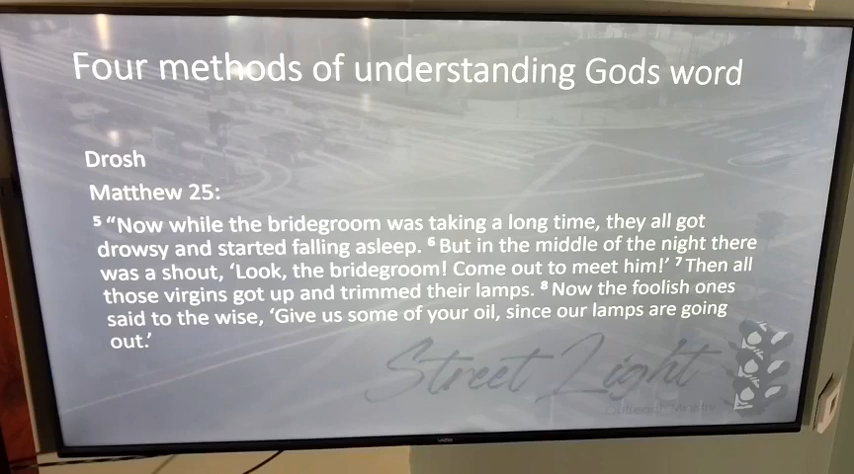 Four methods of understanding Gods word
Drosh
Matthew 25:
⁵ “Now while the bridegroom was taking a long time, they all got
drowsy and started falling asleep. ⁶ But in the middle of the night there
was a shout, ‘Look, the bridegroom! Come out to meet him!’ ⁷ Then all
those virgins got up and trimmed their lamps. ⁸ Now the foolish ones
said to the wise, ‘Give us some of your oil, since our lamps are going
out.’
Street Light